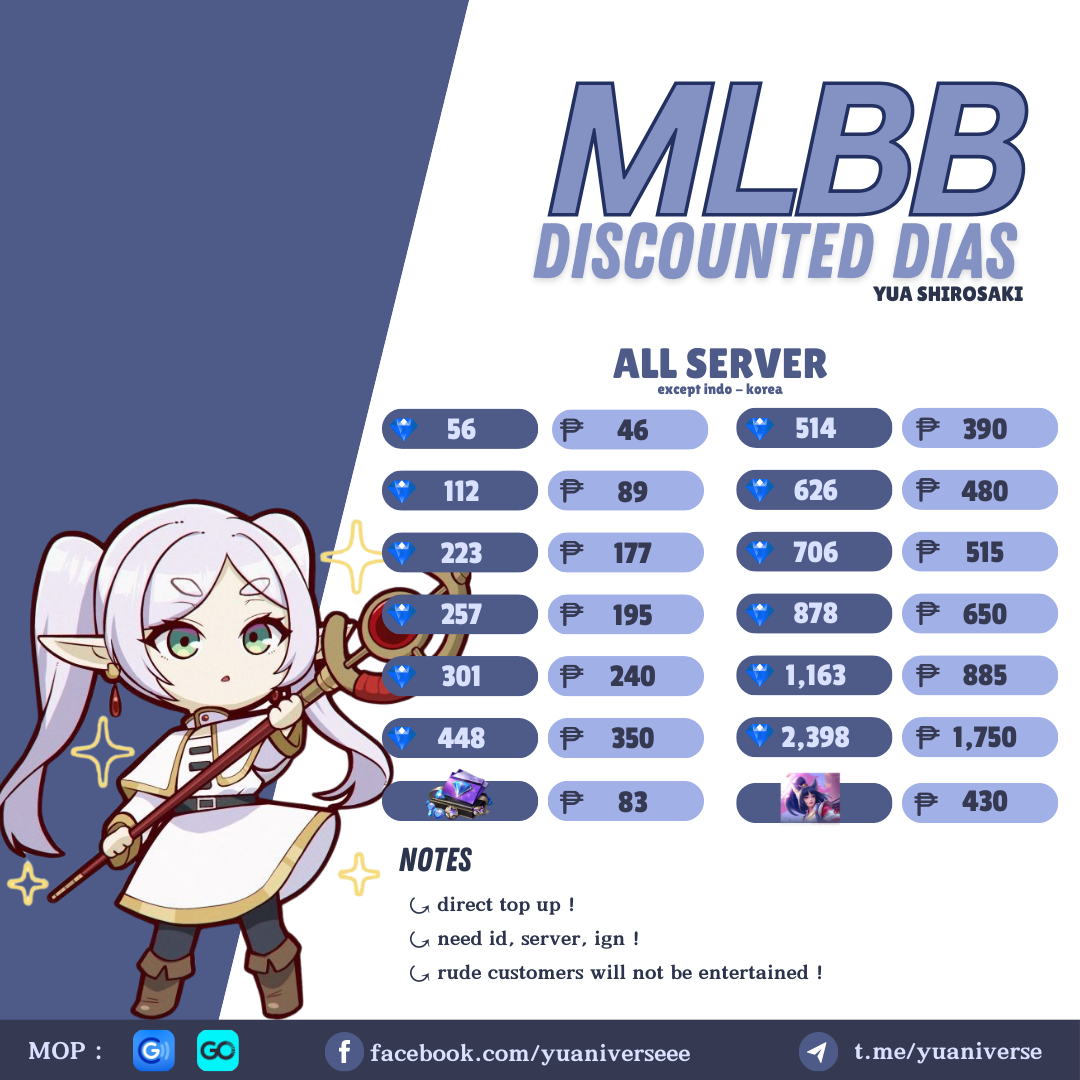 MLBB
DISCOUNTED DIAS
YUA SHIROSAKI
ALL SERVER
except indo - korea
56 ₱ 46
112 ₱ 89
223 ₱ 177
257 ₱ 195
301 ₱ 240
448 ₱ 350
₱ 83
514 ₱ 390
626 ₱ 480
706 ₱ 515
878 ₱ 650
1,163 ₱ 885
2,398 ₱ 1,750
₱ 430
NOTES
direct top up !
need id, server, ign !
rude customers will not be entertained !
MOP : G GO f facebook.com/yuaniverseee t.me/yuaniverse